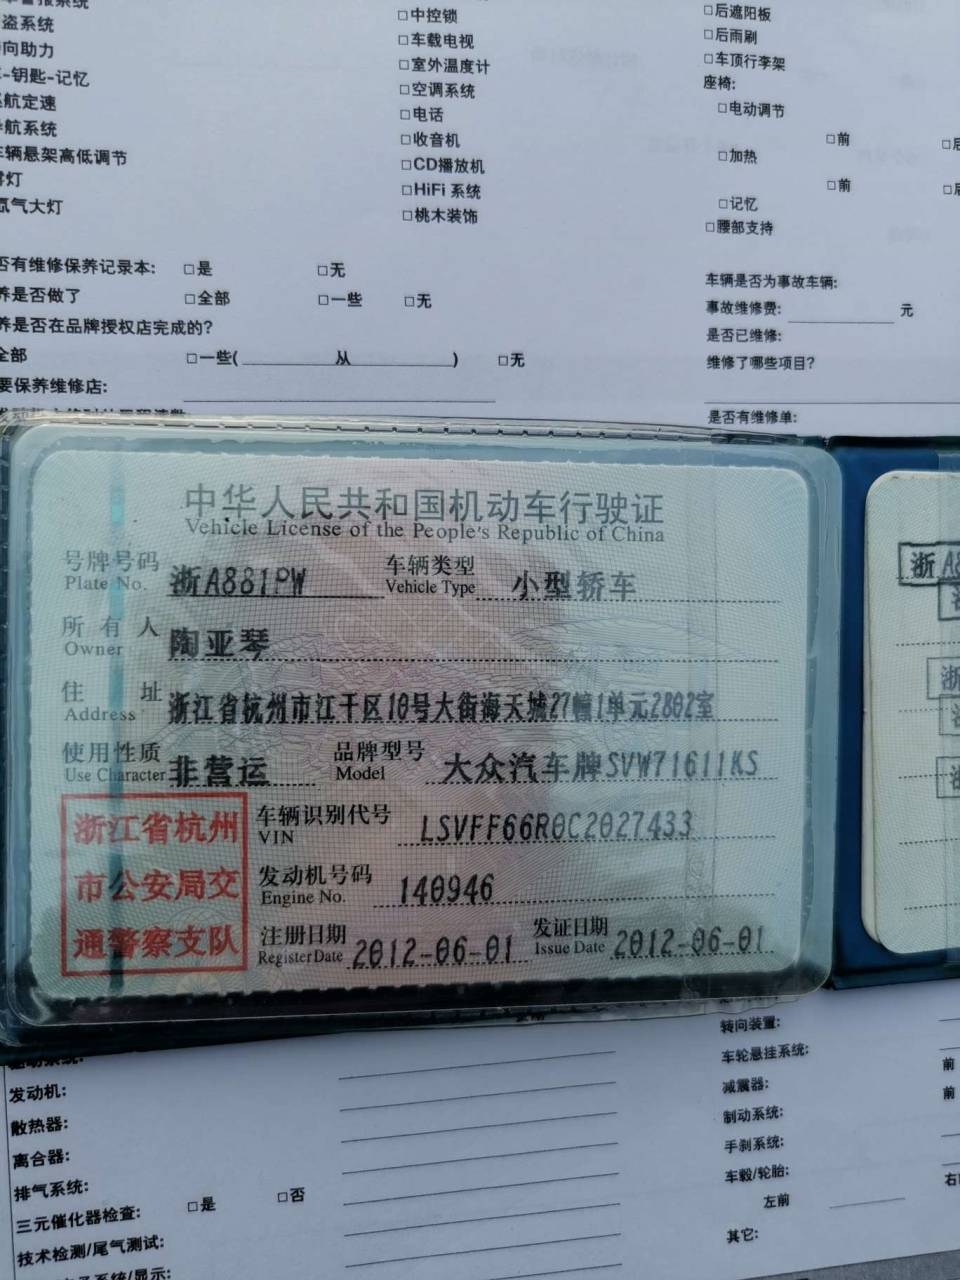 盗系统
向助力
-钥匙-记忆
航定速
航系统
辆悬架高低调节
灯
氙气大灯
□中控锁
□车载电视
□室外温度计
□空调系统
□电话
□收音机
□CD播放机
□HiFi 系统
□桃木装饰
□后遮阳板
□后雨刷
□车顶行李架
座椅:
□电动调节
□前
□加热
□前
□记忆
□腰部支持
否有维修保养记录本: □是 □无
养是否做了 □全部 □一些 □无
养是否在品牌授权店完成的?
全部 □一些( 从 ) □无
要保养维修店:
车辆是否为事故车辆:
事故维修费: 元
是否已维修:
维修了哪些项目?
是否有维修单:
中华人民共和国机动车行驶证
Vehicle License of the People's Republic of China
号牌号码 浙A881PW 车辆类型 小型轿车
Plate No. Vehicle Type
所有人 陶亚琴
Owner
住址 浙江省杭州市江干区10号大街海天城27幢1单元2802室
Address
使用性质 非营运 品牌型号 大众汽车牌SVW71611KS
Use Character Model
浙江省杭州
市公安局交
通警察支队
车辆识别代号 LSVFF66R0C2027433
VIN
发动机号码 140946
Engine No.
注册日期 2012-06-01 发证日期 2012-06-01
Register Date Issue Date
浙A8
浙
发动机:
散热器:
离合器:
排气系统:
三元催化器检查: □是 □否
技术检测/尾气测试:
系统/显示:
转向装置:
车轮悬挂系统: 前
减震器: 前
制动系统:
手刹系统:
车毂/轮胎: 右
左前
其它: